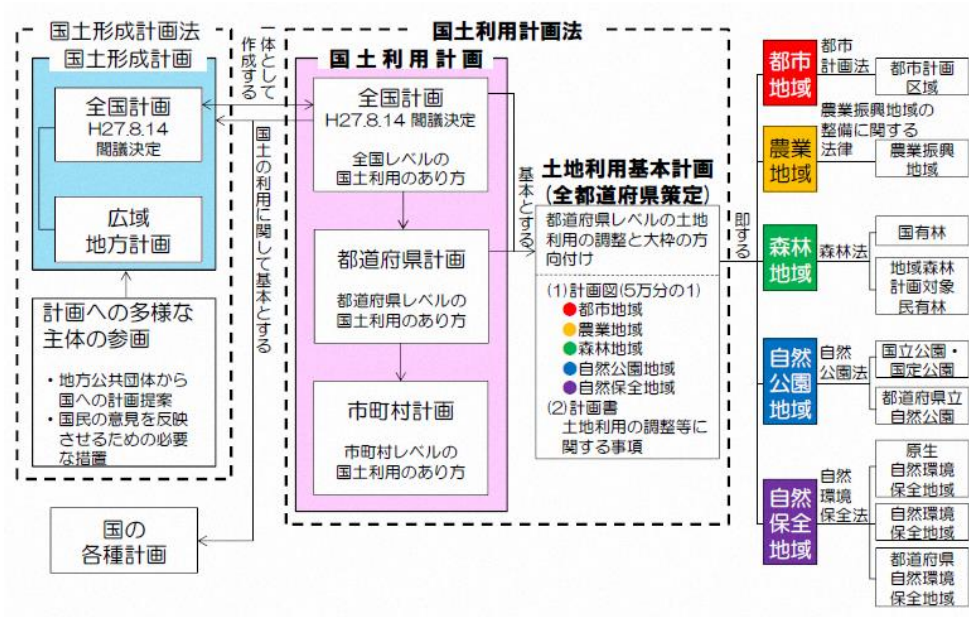 国土形成計画法
国土形成計画
全国計画
H27.8.14
閣議決定
広域
地方計画
計画への多様な
主体の参画
・地方公共団体から
国への計画提案
・国民の意見を反映
させるための必要
な措置
国の
各種計画
一体として
作成する
国土の利用に関して基本とする
国土利用計画法
国土利用計画
全国計画
H27.8.14 閣議決定
全国レベルの
国土利用のあり方
都道府県計画
都道府県レベルの
国土利用のあり方
市町村計画
市町村レベルの
国土利用のあり方
基本とする
土地利用基本計画
(全都道府県策定)
都道府県レベルの土地
利用の調整と大枠の方
向付け
(1)計画図(5万分の1)
●都市地域
●農業地域
●森林地域
●自然公園地域
●自然保全地域
(2)計画書
土地利用の調整等に
関する事項
即する
都市
地域
都市
計画法
都市計画
区域
農業
地域
農業振興地域の
整備に関する
法律
農業振興
地域
森林
地域
森林法
国有林
地域森林
計画対象
民有林
自然
公園
地域
自然
公園法
国立公園・
国定公園
都道府県立
自然公園
自然
保全
地域
自然
環境
保全法
原生
自然環境
保全地域
自然環境
保全地域
都道府県
自然環境
保全地域